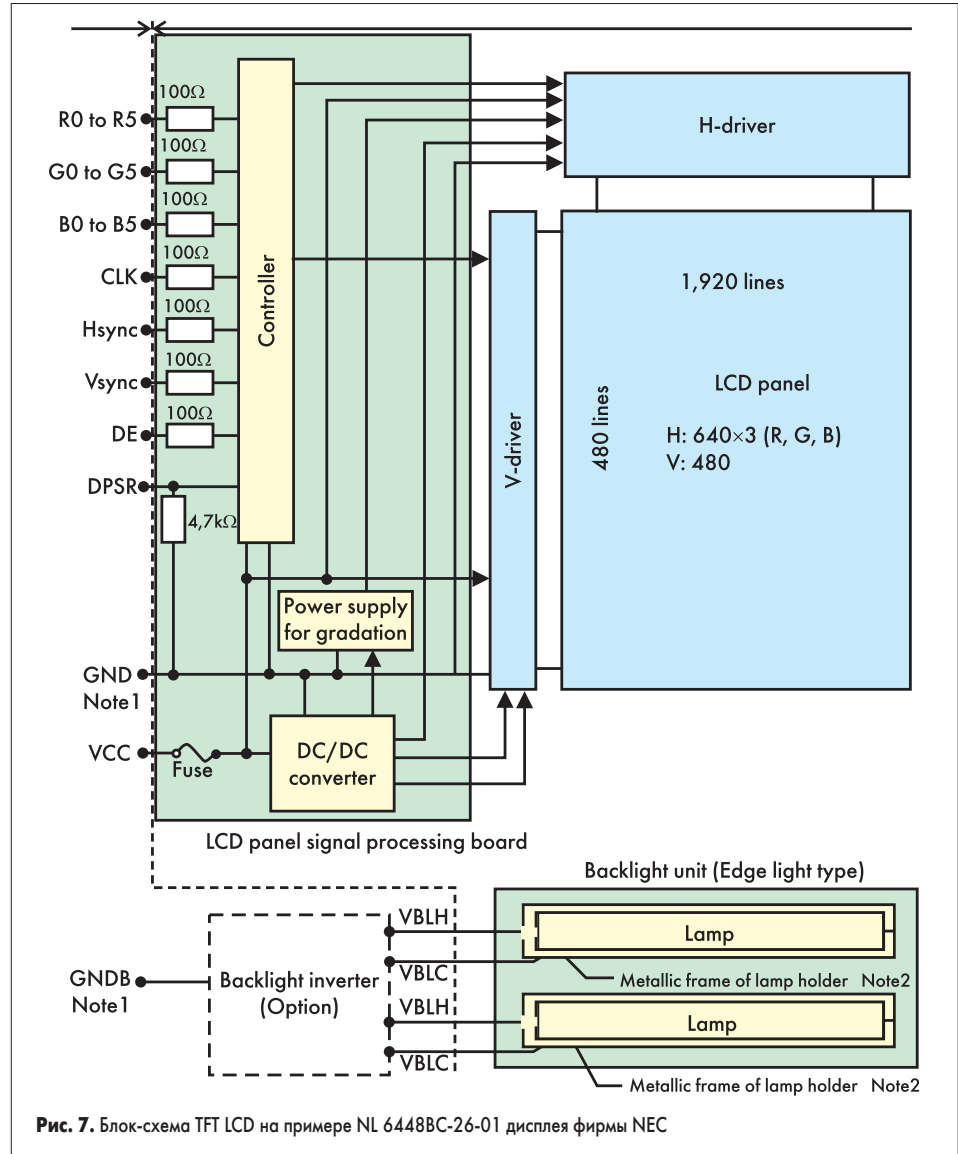 100Ω
R0 to R5
100Ω
G0 to G5
100Ω
B0 to B5
100Ω
CLK
100Ω
Hsync
100Ω
Vsync
100Ω
DE
DPSR
4,7kΩ
Controller
H-driver
V-driver
1,920 lines
480 lines
LCD panel
H: 640×3 (R, G, B)
V: 480
Power supply
for gradation
GND
Note1
VCC
Fuse
DC/DC
converter
LCD panel signal processing board
Backlight unit (Edge light type)
VBLH
Lamp
VBLC
Metallic frame of lamp holder Note2
GNDB
Note1
Backlight inverter
(Option)
VBLH
Lamp
VBLC
Metallic frame of lamp holder Note2
Рис. 7. Блок-схема TFT LCD на примере NL 6448BC-26-01 дисплея фирмы NEC